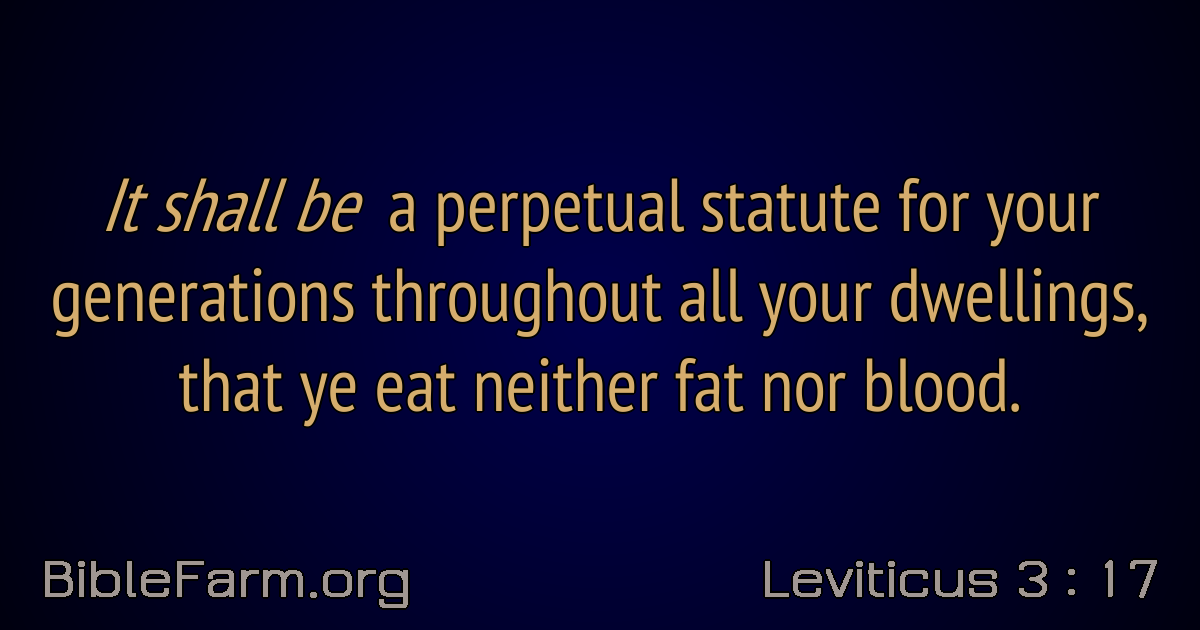 It shall be a perpetual statute for your
generations throughout all your dwellings,
that ye eat neither fat nor blood.
BibleFarm.org
Leviticus 3 : 17